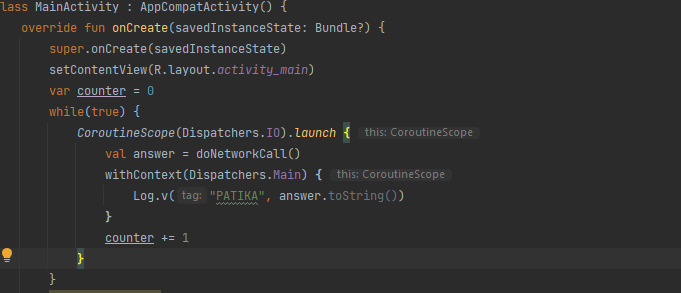 lass MainActivity : AppCompatActivity() {
override fun onCreate(savedInstanceState: Bundle?) {
super.onCreate(savedInstanceState)
setContentView(R.layout.activity_main)
var counter = 0
while(true) {
CoroutineScope(Dispatchers.IO).launch { this: CoroutineScope
val answer = doNetworkCall()
withContext(Dispatchers.Main) { this: CoroutineScope
Log.v( tag: "PATIKA", answer.toString())
}
counter += 1
}
}